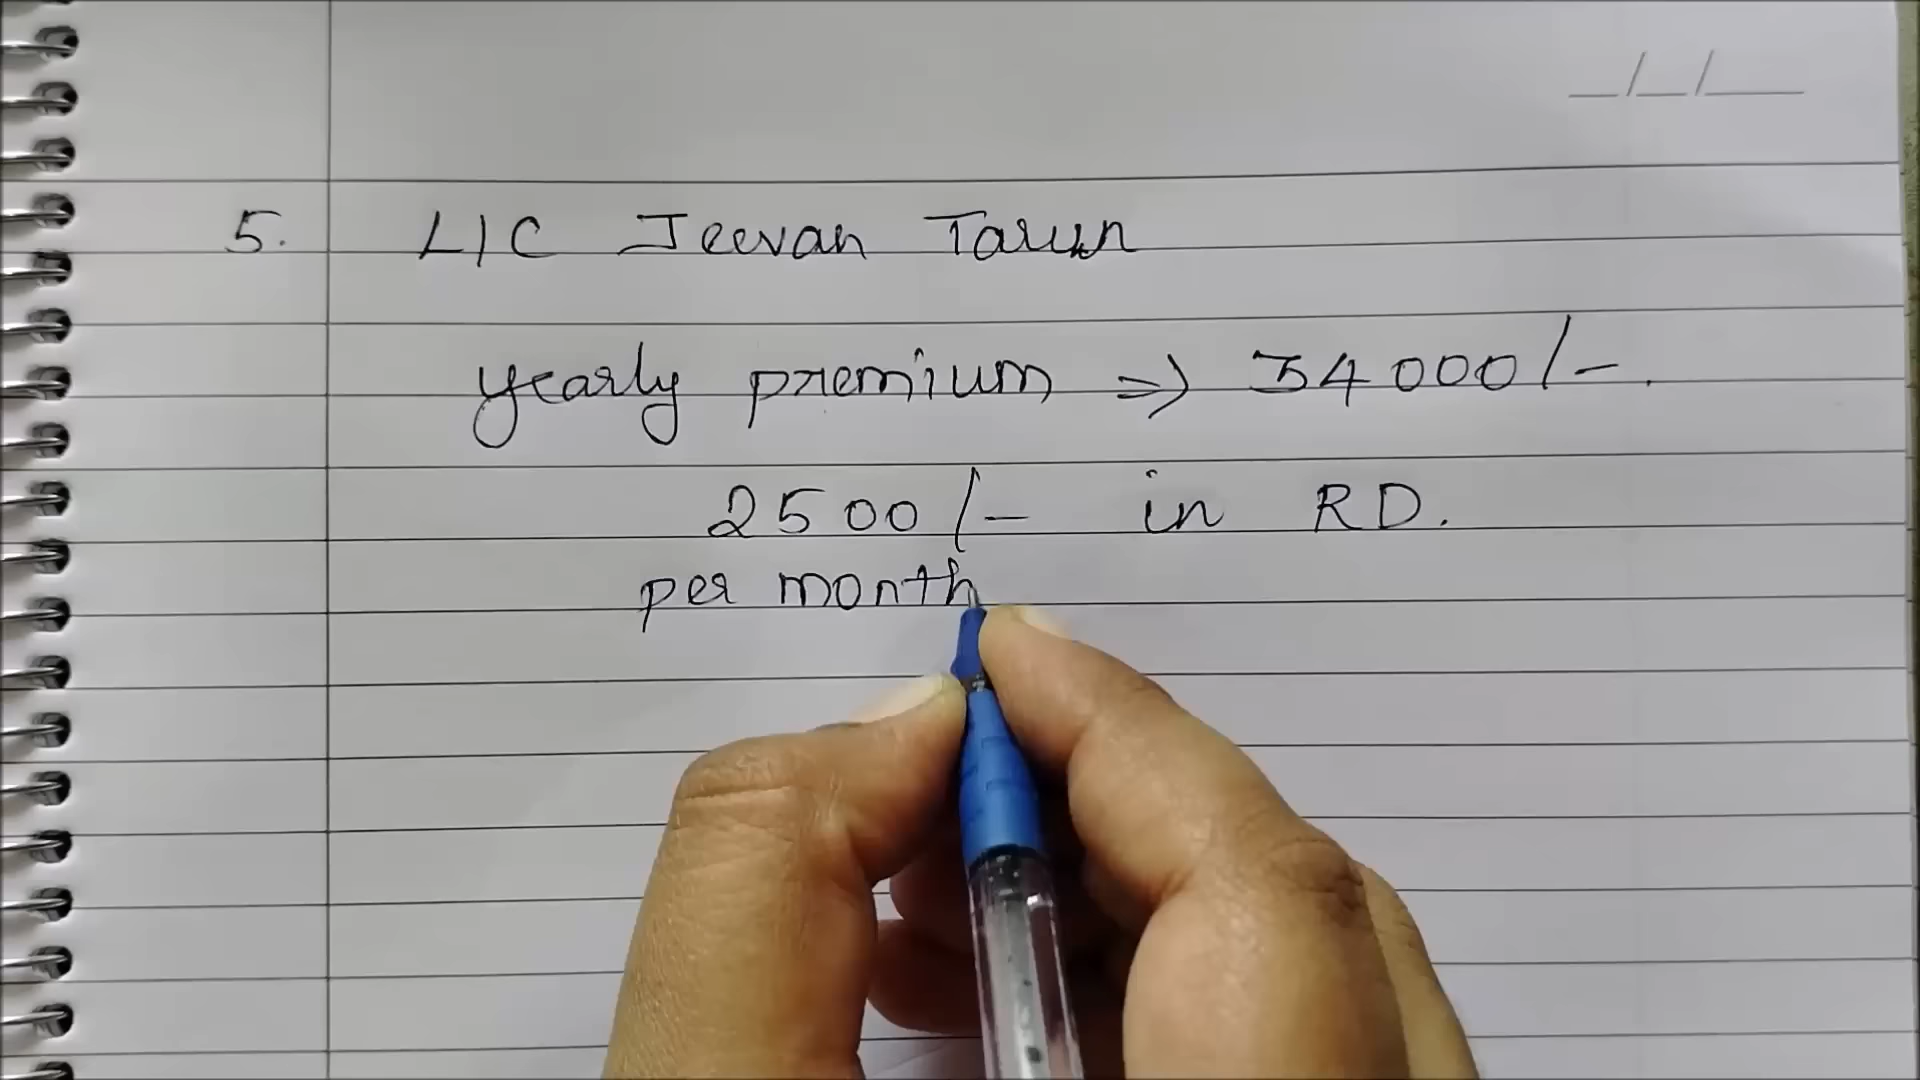 5. LIC Jeevan Tarun
yearly premium => 34000/-.
2500/- in RD.
per month